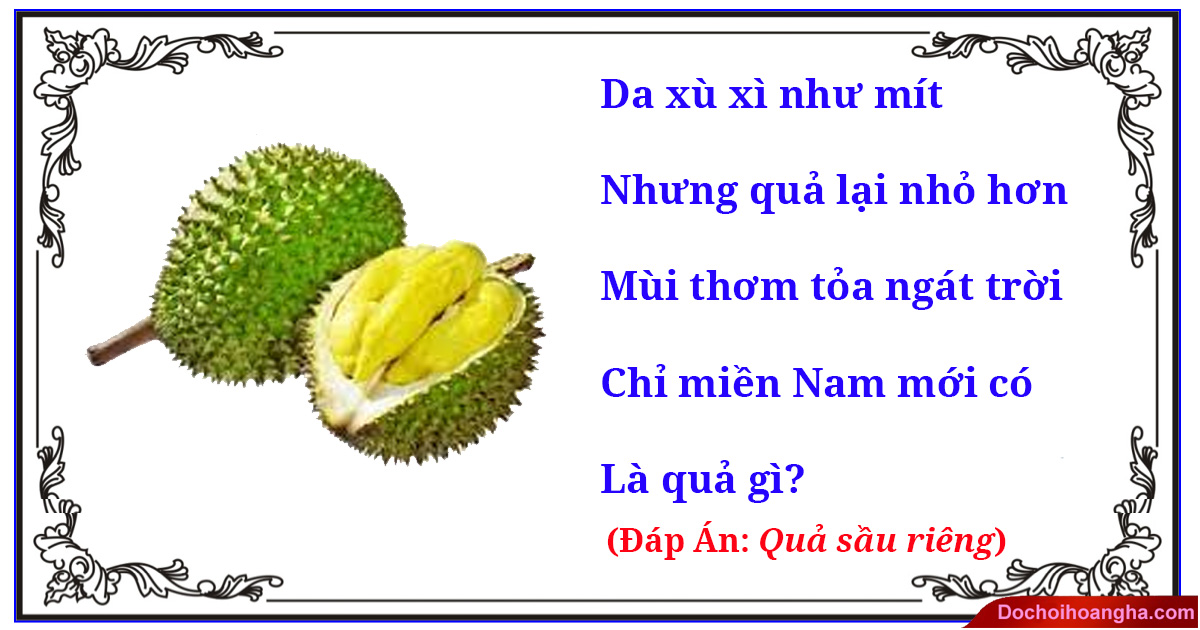 Da xù xì như mít
Nhưng quả lại nhỏ hơn
Mùi thơm tỏa ngát trời
Chỉ miền Nam mới có
Là quả gì?
(Đáp Án: Quả sầu riêng)
Dochoihoangha.com